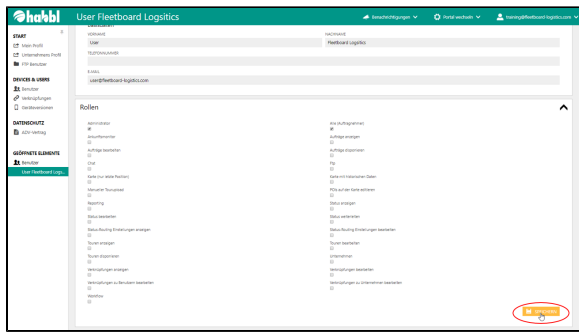 habbl
User Fleetboard Logsitics
Benachrichtigungen
Portal wechseln
training@fleetboard-logistics.com
START
Mein Profil
Unternehmens Profil
FTP Benutzer
DEVICES & USERS
Benutzer
Verknüpfungen
Geräteversionen
DATENSCHUTZ
ADV-Vertrag
GEÖFFNETE ELEMENTE
Benutzer
User Fleetboard Logs...
VORNAME
NACHNAME
User
Fleetboard Logsitics
TELEFONNUMMER
E-MAIL
user@fleetboard-logistics.com
Rollen
Administrator
Ankunftsmonitor
Aufträge anzeigen
Aufträge bearbeiten
Aufträge disponieren
Chat
Ftp
Karte (nur letzte Position)
Karte mit historischen Daten
Manueller Tourupload
POIs auf der Karte editieren
Reporting
Status anzeigen
Status bearbeiten
Status weiterleiten
Status-Routing Einstellungen anzeigen
Status-Routing Einstellungen bearbeiten
Touren anzeigen
Touren bearbeiten
Touren disponieren
Unternehmen
Verknüpfungen anzeigen
Verknüpfungen bearbeiten
Verknüpfungen zu Benutzern bearbeiten
Verknüpfungen zu Unternehmen bearbeiten
Workflow